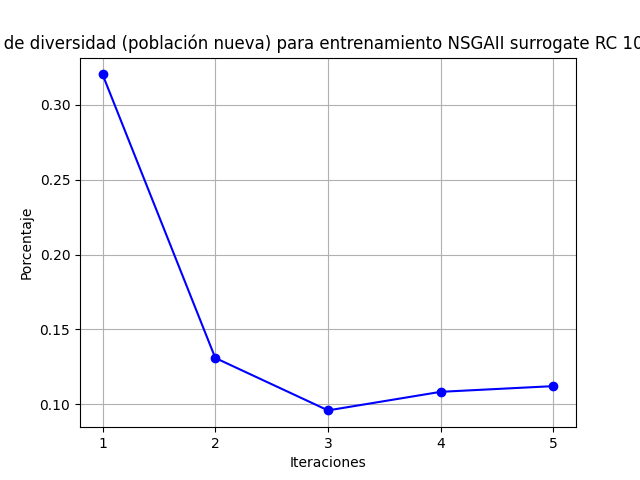 de diversidad (población nueva) para entrenamiento NSGAII surrogate RC 10
0.30
0.25
0.20
0.15
0.10
Porcentaje
1 2 3 4 5
Iteraciones